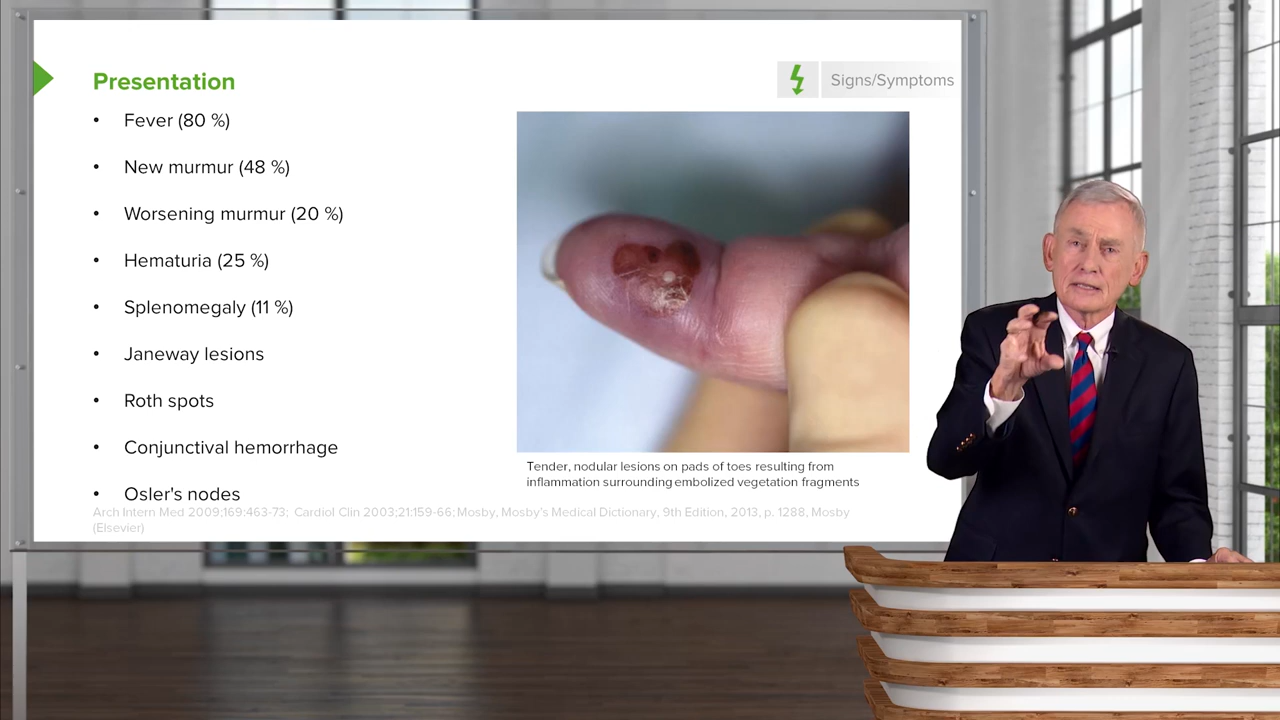 Presentation
Signs/Symptoms
• Fever (80 %)
• New murmur (48 %)
• Worsening murmur (20 %)
• Hematuria (25 %)
• Splenomegaly (11 %)
• Janeway lesions
• Roth spots
• Conjunctival hemorrhage
• Osler's nodes
Tender, nodular lesions on pads of toes resulting from
inflammation surrounding embolized vegetation fragments
Arch Intern Med 2009;169:463-73; Cardiol Clin 2003;21:159-66; Mosby, Mosby's Medical Dictionary, 9th Edition, 2013, p. 1288, Mosby
(Elsevier)